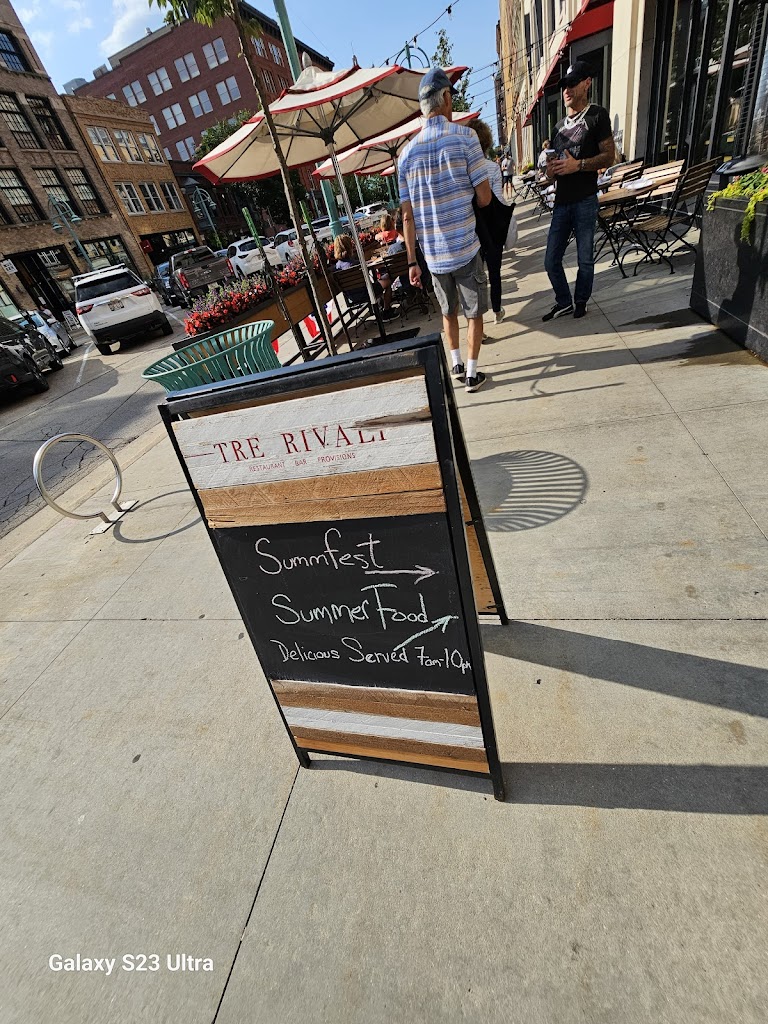 TRE RIVALI
RESTAURANT BAR PROVISIONS
Summfest
Summer Food
Delicious Served 7am-10pm
Galaxy S23 Ultra